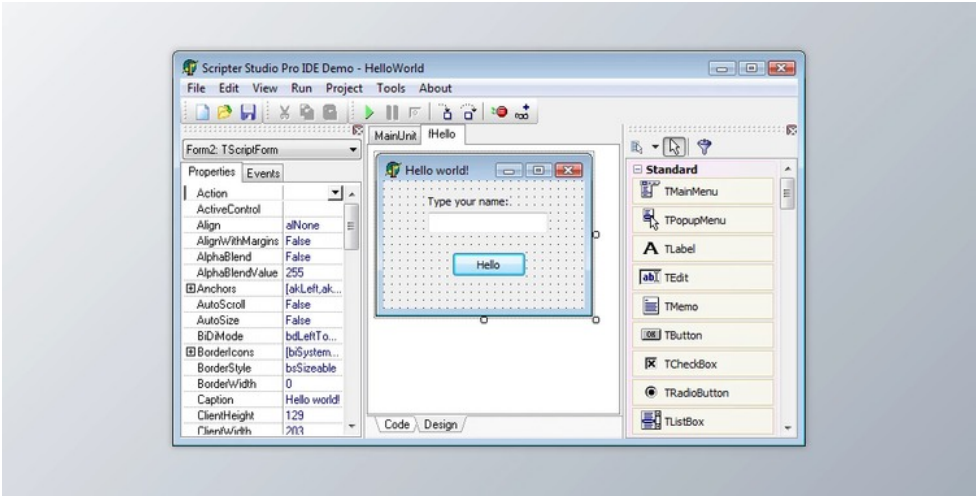 Scripter Studio Pro IDE Demo - HelloWorld
File Edit View Run Project Tools About
Form2: TScriptForm
Properties Events
Action
ActiveControl
Align alNone
AlignWithMargins False
AlphaBlend False
AlphaBlendValue 255
Anchors [akLeft,ak...
AutoScroll False
AutoSize False
BiDiMode bdLeftTo...
BorderIcons [biSystem...
BorderStyle bsSizeable
BorderWidth 0
Caption Hello world!
ClientHeight 129
ClientWidth 203
MainUnit fHello
Hello world!
Type your name:
Hello
Code Design
Standard
TMainMenu
TPopupMenu
A TLabel
ab TEdit
TMemo
OK TButton
TCheckBox
TRadioButton
TListBox